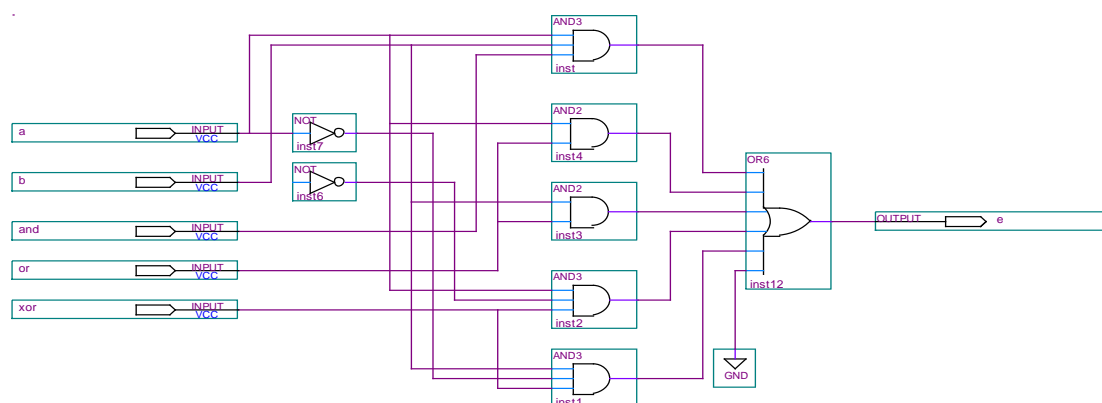 AND3
inst
a
INPUT
VCC
NOT
inst7
AND2
inst4
b
INPUT
VCC
NOT
inst6
OR6
AND2
inst3
and
INPUT
VCC
OUTPUT
e
or
INPUT
VCC
AND3
inst2
inst12
xor
INPUT
VCC
AND3
inst1
GND